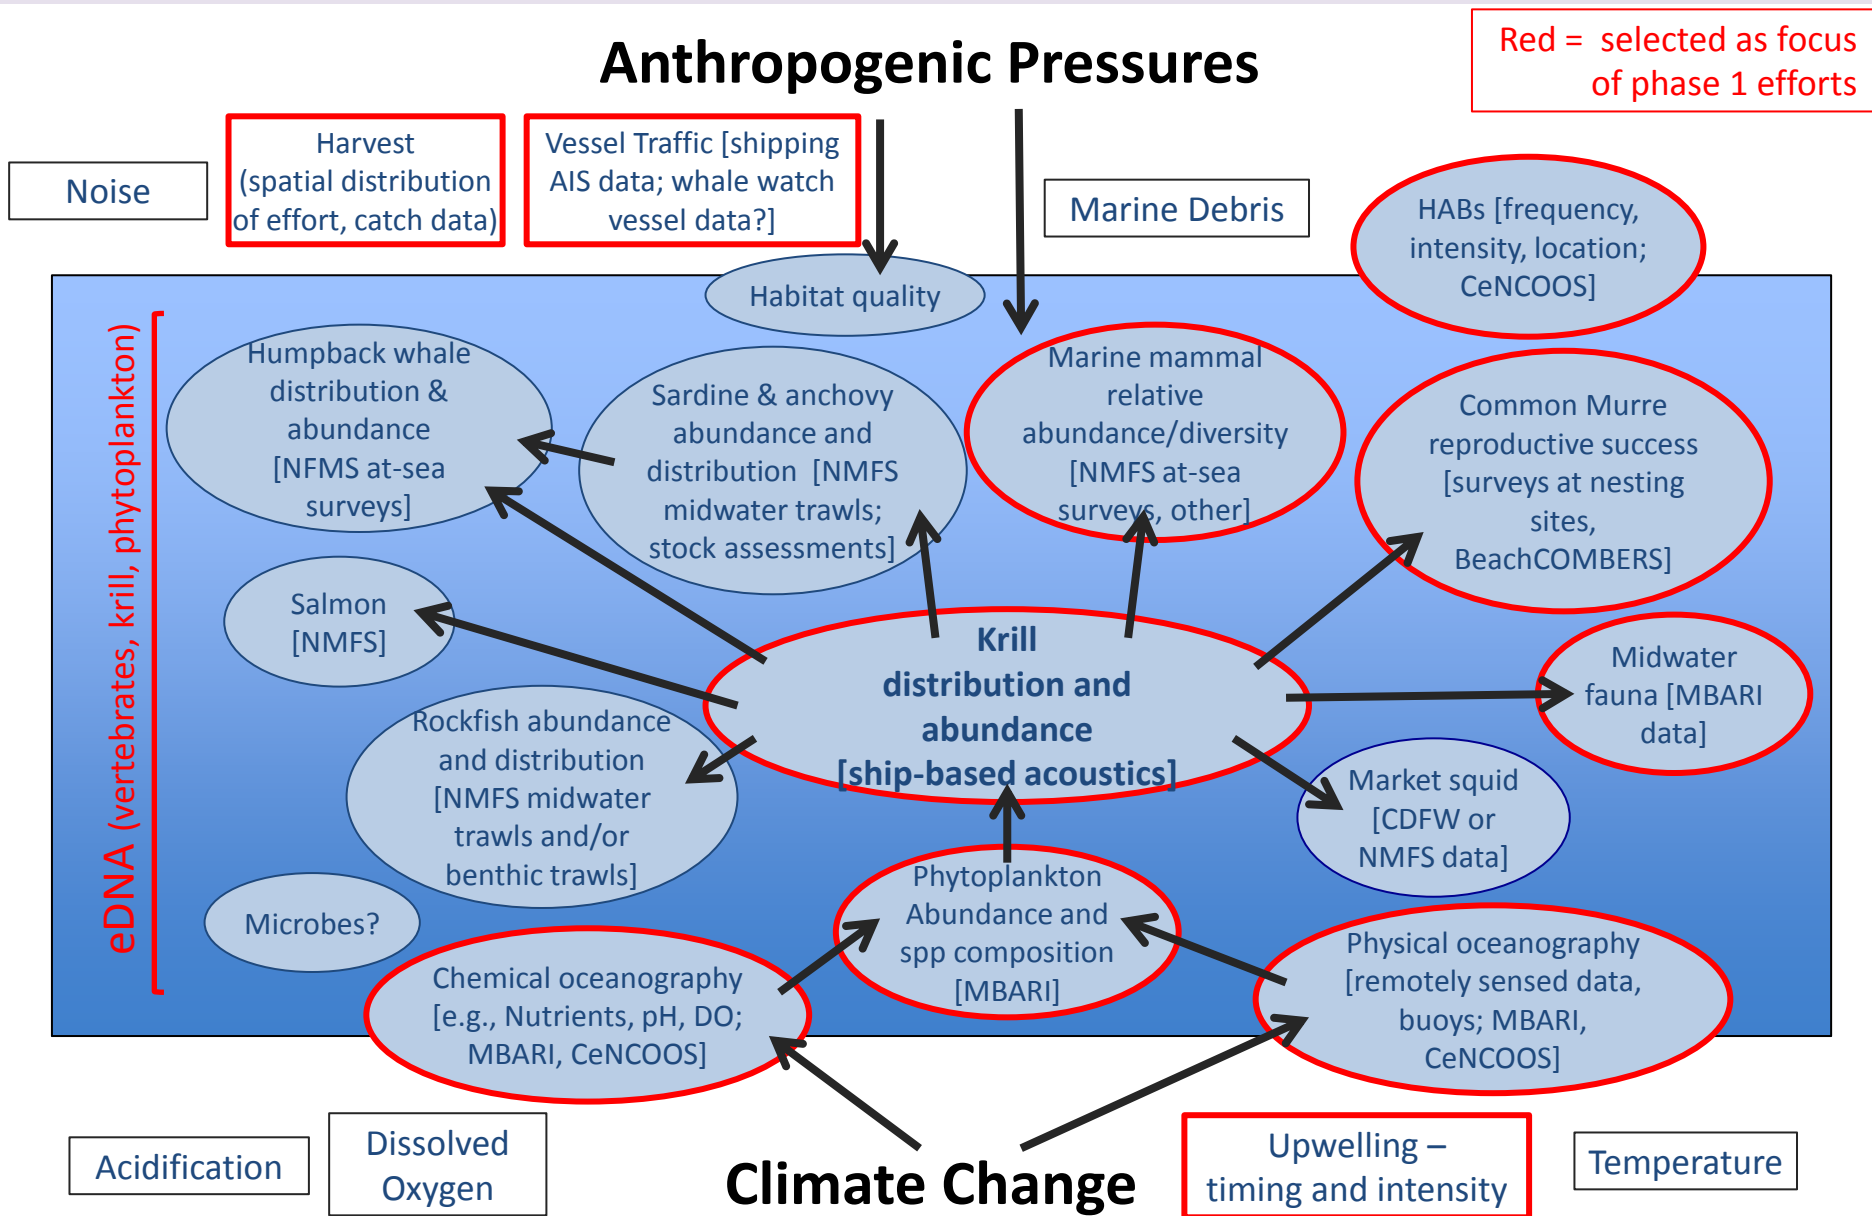 Anthropogenic Pressures
Red = selected as focus
of phase 1 efforts
Noise
Harvest
(spatial distribution
of effort, catch data)
Vessel Traffic [shipping
AIS data; whale watch
vessel data?]
Marine Debris
HABs [frequency,
intensity, location;
CeNCOOS]
Habitat quality
eDNA (vertebrates, krill, phytoplankton)
Humpback whale
distribution &
abundance
[NFMS at-sea
surveys]
Sardine & anchovy
abundance and
distribution [NMFS
midwater trawls;
stock assessments]
Marine mammal
relative
abundance/diversity
[NMFS at-sea
surveys, other]
Common Murre
reproductive success
[surveys at nesting
sites,
BeachCOMBERS]
Salmon
[NMFS]
Krill
distribution and
abundance
[ship-based acoustics]
Midwater
fauna [MBARI
data]
Rockfish abundance
and distribution
[NMFS midwater
trawls and/or
benthic trawls]
Market squid
[CDFW or
NMFS data]
Microbes?
Phytoplankton
Abundance and
spp composition
[MBARI]
Chemical oceanography
[e.g., Nutrients, pH, DO;
MBARI, CeNCOOS]
Physical oceanography
[remotely sensed data,
buoys; MBARI,
CeNCOOS]
Acidification
Dissolved
Oxygen
Climate Change
Upwelling –
timing and intensity
Temperature